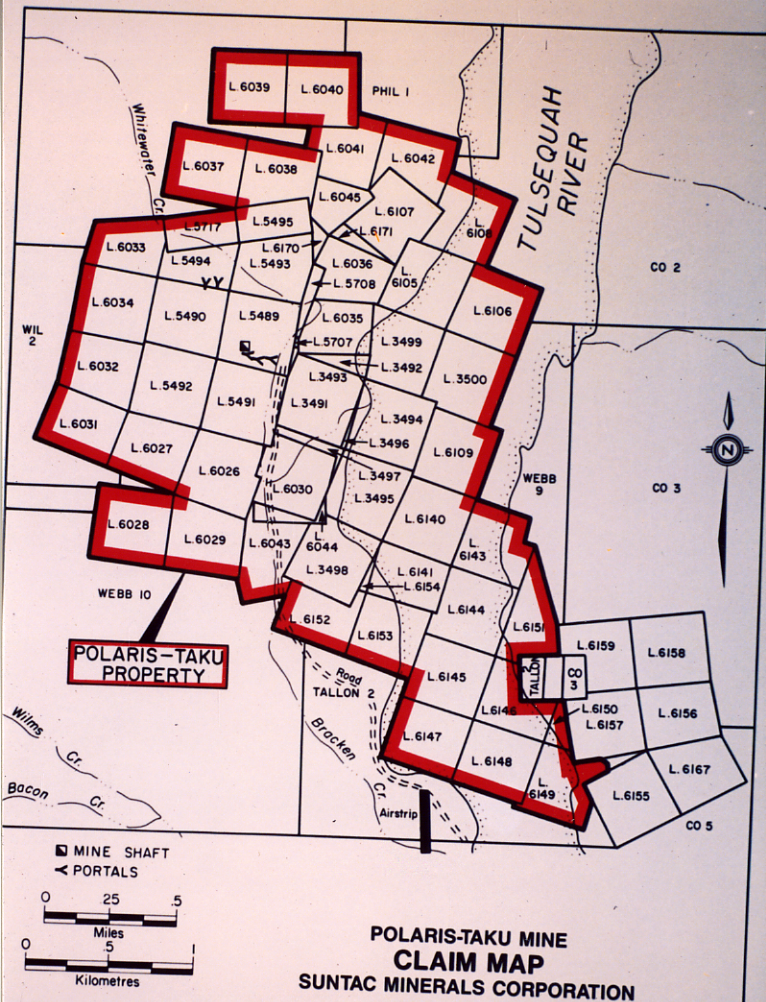 L.6039
L.6040
PHIL 1
Whitewater
Cr.
TULSEQUAH
RIVER
L.6041
L.6042
L.6037
L.6038
L.6045
L.6107
L.
6108
L.5717
L.5495
L.6171
L.6170
L.6033
L.5494
L.5493
L.6036
L.
6105
CO 2
L.5708
L.6034
L.5490
L.5489
L.6035
L.6106
WIL
2
L.5707
L.3499
L.3492
L.6032
L.5492
L.5491
L.3493
L.3491
L.3500
L.6031
L.6027
L.3494
L.3496
L.6109
L.6026
L.3497
L.6030
L.3495
WEBB
9
N
CO 3
L.6028
L.6029
L.6043
L.
6044
L.6140
L.
6143
L.3498
L.6141
L.6154
WEBB 10
L.6144
L.6152
L.6153
L.6151
L.6159
L.6158
POLARIS-TAKU
PROPERTY
Road
TALLON 2
L.6145
TALLON
2
CO
3
L.6146
L.6150
L.6157
L.6156
Wilms
Cr.
Bracken
Cr.
L.6147
L.6148
L.
6149
L.6155
L.6167
Bacon
Cr.
Airstrip
CO 5
MINE SHAFT
PORTALS
0 .25 .5
Miles
0 .5 1
Kilometres
POLARIS-TAKU MINE
CLAIM MAP
SUNTAC MINERALS CORPORATION